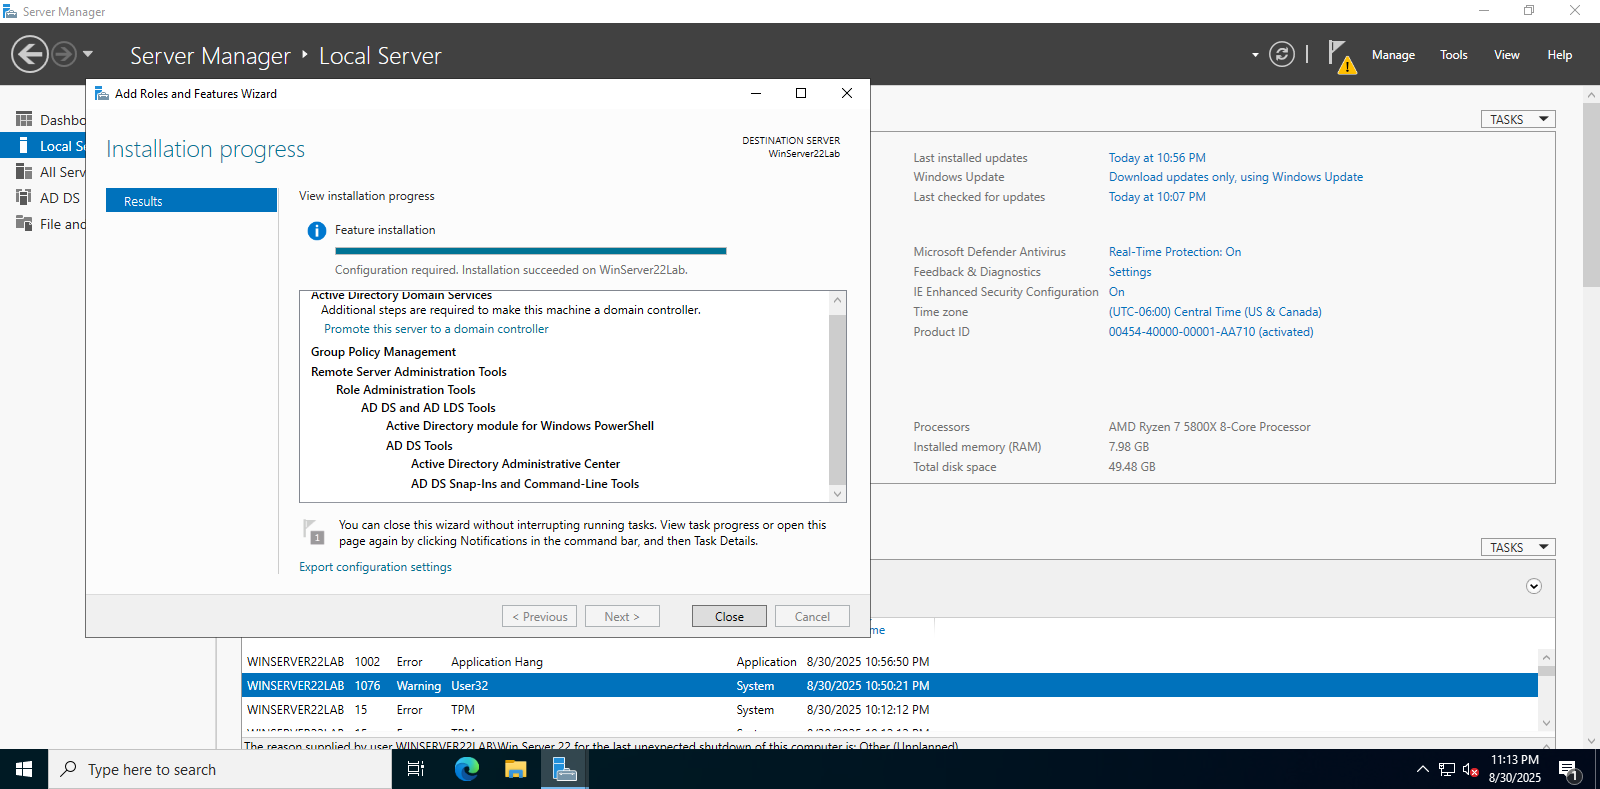 Server Manager
Server Manager ‣ Local Server
Manage Tools View Help
Dashbo
Local Se
All Serv
AD DS
File and
Add Roles and Features Wizard
Installation progress
DESTINATION SERVER
WinServer22Lab
Results
View installation progress
Feature installation
Configuration required. Installation succeeded on WinServer22Lab.
Active Directory Domain Services
Additional steps are required to make this machine a domain controller.
Promote this server to a domain controller
Group Policy Management
Remote Server Administration Tools
Role Administration Tools
AD DS and AD LDS Tools
Active Directory module for Windows PowerShell
AD DS Tools
Active Directory Administrative Center
AD DS Snap-Ins and Command-Line Tools
1
You can close this wizard without interrupting running tasks. View task progress or open this
page again by clicking Notifications in the command bar, and then Task Details.
Export configuration settings
< Previous Next > Close Cancel
TASKS
Last installed updates Today at 10:56 PM
Windows Update Download updates only, using Windows Update
Last checked for updates Today at 10:07 PM
Microsoft Defender Antivirus Real-Time Protection: On
Feedback & Diagnostics Settings
IE Enhanced Security Configuration On
Time zone (UTC-06:00) Central Time (US & Canada)
Product ID 00454-40000-00001-AA710 (activated)
Processors AMD Ryzen 7 5800X 8-Core Processor
Installed memory (RAM) 7.98 GB
Total disk space 49.48 GB
TASKS
me
WINSERVER22LAB 1002 Error Application Hang Application 8/30/2025 10:56:50 PM
WINSERVER22LAB 1076 Warning User32 System 8/30/2025 10:50:21 PM
WINSERVER22LAB 15 Error TPM System 8/30/2025 10:12:12 PM
The reason supplied by user WINSERVER22LAB\Win Server 22 for the last unexpected shutdown of this computer is: Other (Unplanned)
Type here to search
11:13 PM
8/30/2025
1